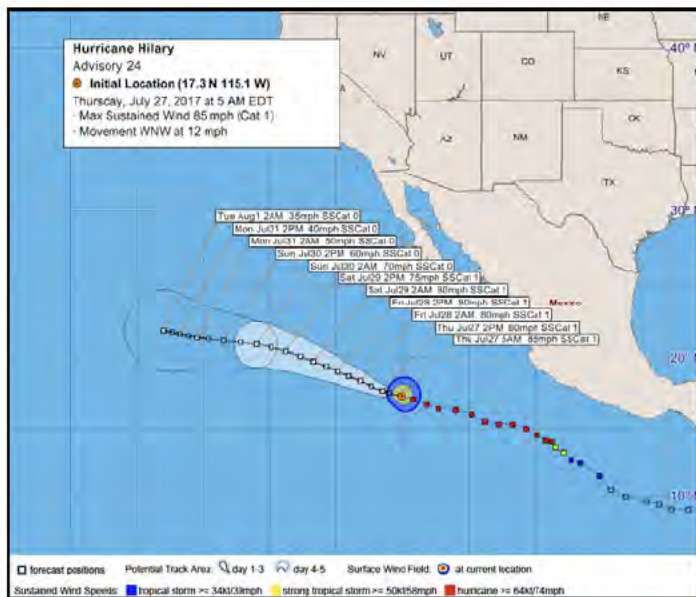 Hurricane Hilary
Advisory 24
Initial Location (17.3 N 115.1 W)
Thursday, July 27, 2017 at 5 AM EDT
· Max Sustained Wind 85 mph (Cat 1)
· Movement WNW at 12 mph
NE
40°
NV
UT
CO
KS
A
AZ
NM
OK
TX
30°
Tue Aug1 2AM 35mph SSCat 0
Mon Jul31 2PM 40mph SSCat 0
Mon Jul31 2AM 50mph SSCat 0
Sun Jul30 2PM 60mph SSCat 0
Sun Jul30 2AM 70mph SSCat 0
Sat Jul29 2PM 75mph SSCat 1
Sat Jul29 2AM 80mph SSCat 1
Fri Jul28 2PM 80mph SSCat 1
Mexico
Fri Jul28 2AM 80mph SSCat 1
Thu Jul27 2PM 80mph SSCat 1
Thu Jul27 5AM 85mph SSCat 1
20°
10°
forecast positions Potential Track Area: day 1-3 day 4-5 Surface Wind Field: at current location
Sustained Wind Speeds: tropical storm >= 34kt/39mph strong tropical storm >= 50kt/58mph hurricane >= 64kt/74mph